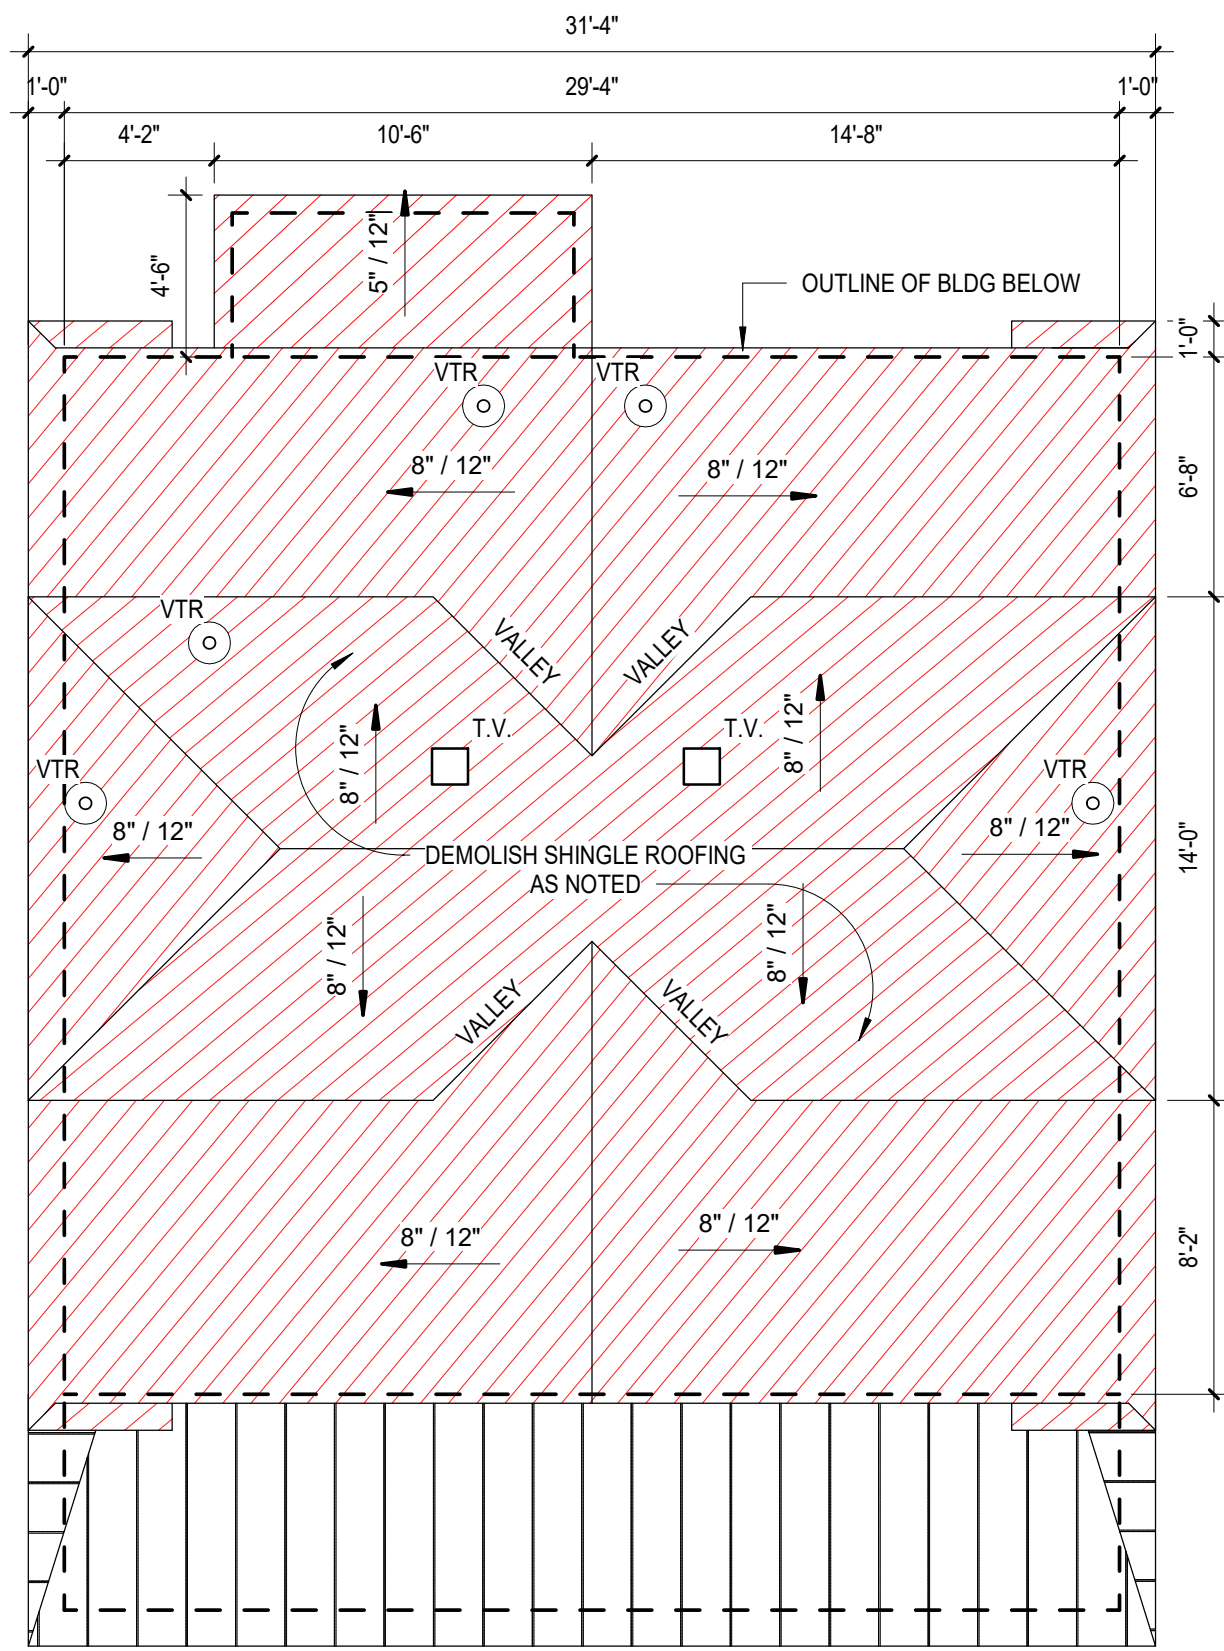 31'-4"
1'-0"
29'-4"
1'-0"
4'-2"
10'-6"
14'-8"
5" / 12"
4'-6"
OUTLINE OF BLDG BELOW
1'-0"
VTR
VTR
8" / 12"
8" / 12"
6'-8"
VTR
VALLEY
VALLEY
T.V.
T.V.
8" / 12"
8" / 12"
VTR
VTR
8" / 12"
8" / 12"
14'-0"
DEMOLISH SHINGLE ROOFING
AS NOTED
8" / 12"
8" / 12"
VALLEY
VALLEY
8" / 12"
8" / 12"
8'-2"